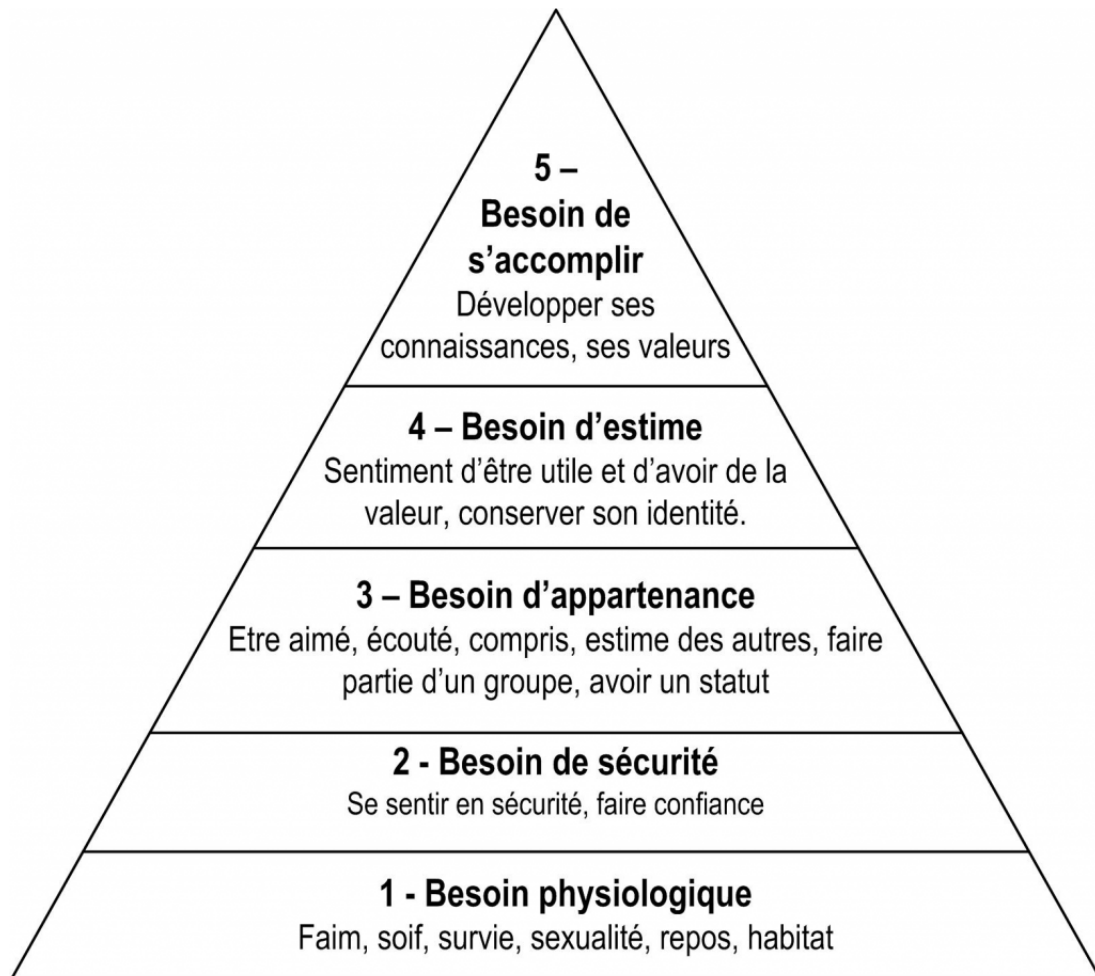 5 –
Besoin de
s’accomplir
Développer ses
connaissances, ses valeurs
4 – Besoin d’estime
Sentiment d’être utile et d’avoir de la
valeur, conserver son identité.
3 – Besoin d’appartenance
Etre aimé, écouté, compris, estime des autres, faire
partie d’un groupe, avoir un statut
2 - Besoin de sécurité
Se sentir en sécurité, faire confiance
1 - Besoin physiologique
Faim, soif, survie, sexualité, repos, habitat